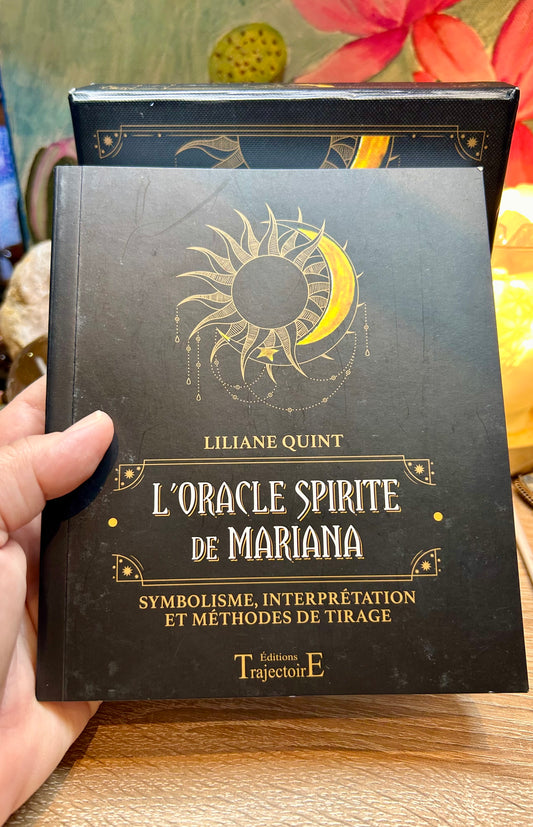 LILIANE QUINT
L'ORACLE SPIRITE
DE MARIANA
SYMBOLISME, INTERPRÉTATION
ET MÉTHODES DE TIRAGE
Éditions
TrajectoirE